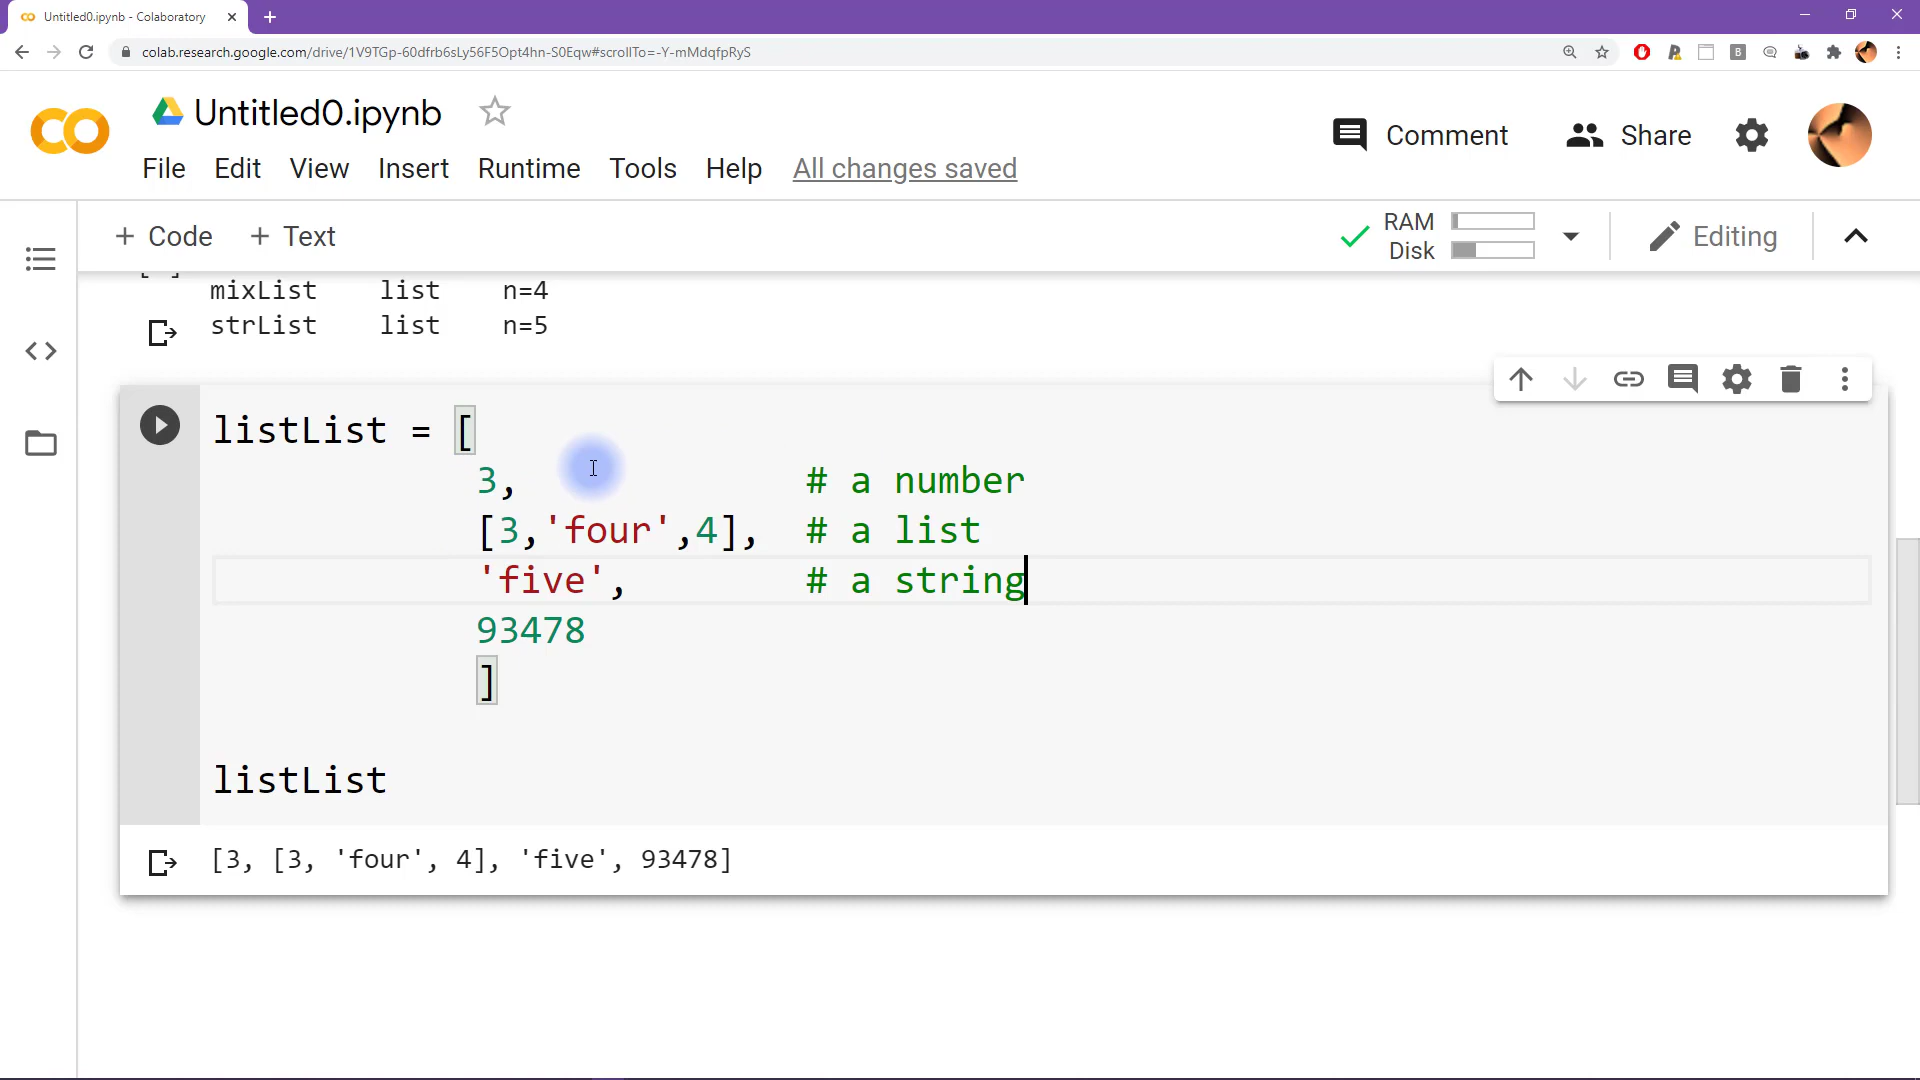 Untitled0.ipynb - Colaboratory
colab.research.google.com/drive/1V9TGp-60dfrb6sLy56F5Opt4hn-S0Eqw#scrollTo=-Y-mMdqfpRyS
Untitled0.ipynb
Comment Share
File Edit View Insert Runtime Tools Help All changes saved
+ Code + Text RAM Disk Editing
mixList list n=4
strList list n=5
listList = [
3, # a number
[3,'four',4], # a list
'five', # a string
93478
]
listList
[3, [3, 'four', 4], 'five', 93478]